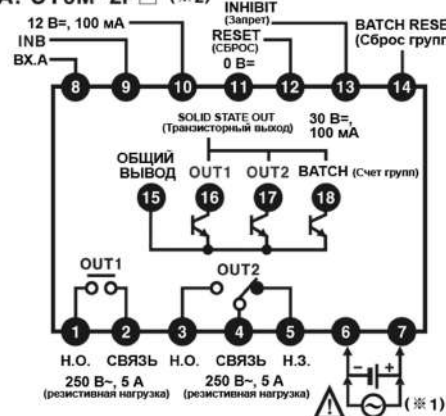 INHIBIT
(Запрет)
12 В=, 100 мА
RESET
(СБРОС)
BATCH RESE
(Сброс групп
INB
0 В=
ВХ.А
8 9 10 11 12 13 14
SOLID STATE OUT
(Транзисторный выход)
30 В=,
100 мА
ОБЩИЙ
ВЫВОД
OUT1 OUT2 BATCH (Счет групп)
15 16 17 18
OUT1
OUT2
1 2 3 4 5 6 7
Н.О. СВЯЗЬ Н.О. СВЯЗЬ Н.З.
250 В~, 5 А
(резистивная нагрузка)
250 В~, 5 А
(резистивная нагрузка)
(※1)